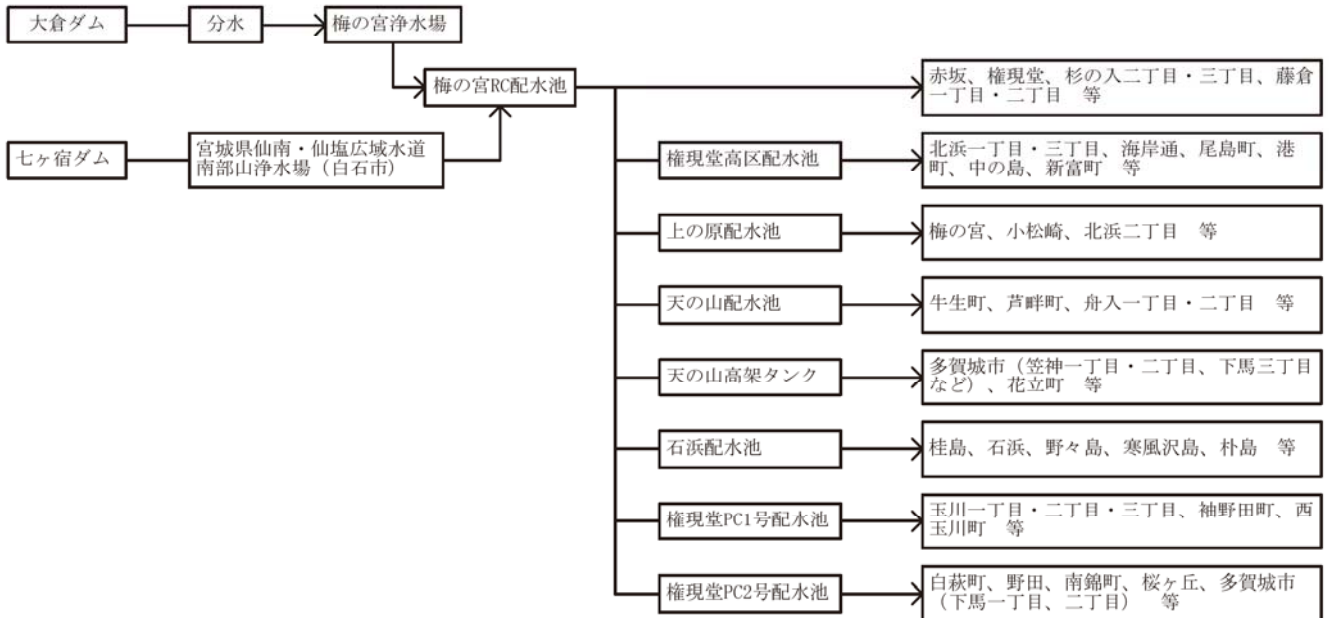 大倉ダム
分水
梅の宮浄水場
梅の宮RC配水池
七ヶ宿ダム
宮城県仙南・仙塩広域水道
南部山浄水場（白石市）
赤坂、権現堂、杉の入二丁目・三丁目、藤倉
一丁目・二丁目　等
権現堂高区配水池
北浜一丁目・三丁目、海岸通、尾島町、港
町、中の島、新富町　等
上の原配水池
梅の宮、小松崎、北浜二丁目　等
天の山配水池
牛生町、芦畔町、舟入一丁目・二丁目　等
天の山高架タンク
多賀城市（笠神一丁目・二丁目、下馬三丁目
など）、花立町　等
石浜配水池
桂島、石浜、野々島、寒風沢島、朴島　等
権現堂PC1号配水池
玉川一丁目・二丁目・三丁目、袖野田町、西
玉川町　等
権現堂PC2号配水池
白萩町、野田、南錦町、桜ヶ丘、多賀城市
（下馬一丁目、二丁目）　等